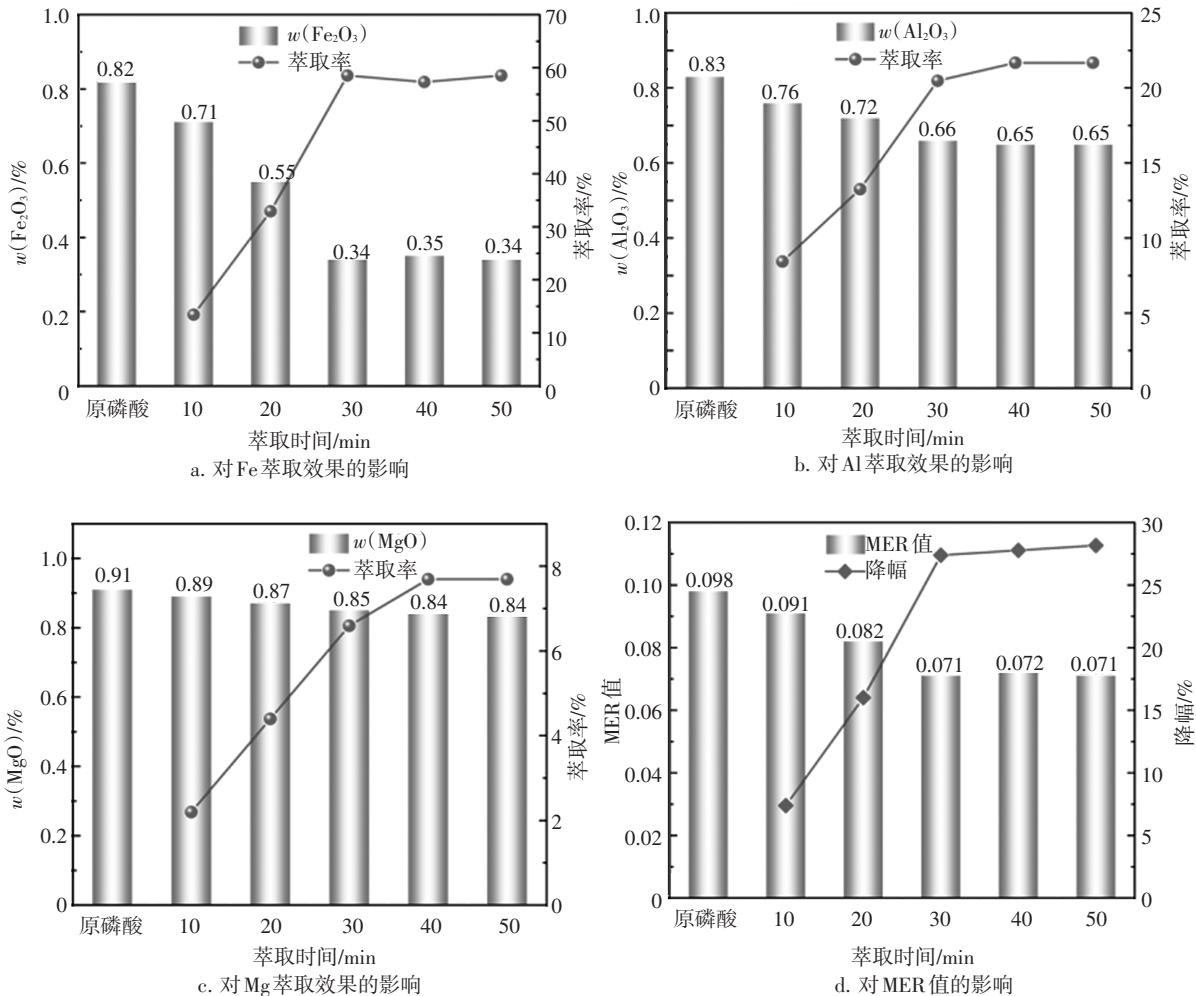 1.0
0.8
0.6
0.4
0.2
0
w(Fe₂O₃)/%
70
60
50
40
30
20
10
0
萃取率/%
w(Fe₂O₃)
萃取率
0.82
0.71
0.55
0.34
0.35
0.34
原磷酸 10 20 30 40 50
萃取时间/min
a. 对Fe萃取效果的影响
1.0
0.8
0.6
0.4
0.2
0
w(Al₂O₃)/%
25
20
15
10
5
0
萃取率/%
w(Al₂O₃)
萃取率
0.83
0.76
0.72
0.66
0.65
0.65
原磷酸 10 20 30 40 50
萃取时间/min
b. 对Al萃取效果的影响
1.0
0.8
0.6
0.4
0.2
0
w(MgO)/%
8
6
4
2
0
萃取率/%
w(MgO)
萃取率
0.91
0.89
0.87
0.85
0.84
0.84
原磷酸 10 20 30 40 50
萃取时间/min
c. 对Mg萃取效果的影响
0.12
0.10
0.08
0.06
0.04
0.02
0
MER值
30
25
20
15
10
5
0
降幅/%
MER值
降幅
0.098
0.091
0.082
0.071
0.072
0.071
原磷酸 10 20 30 40 50
萃取时间/min
d. 对MER值的影响